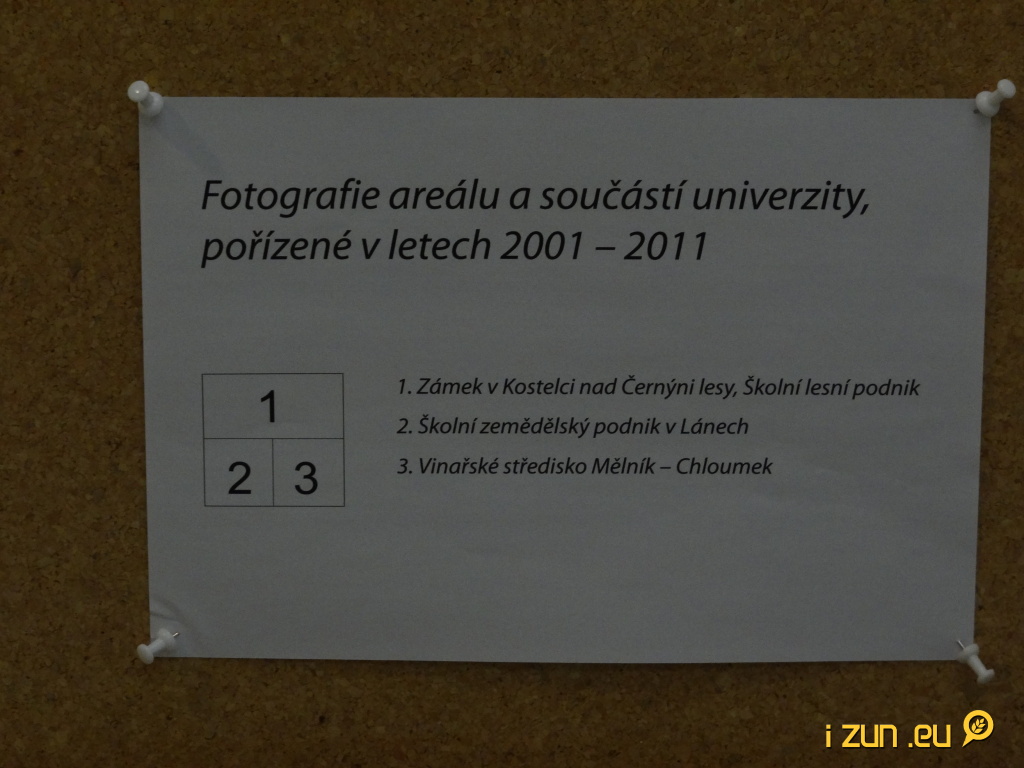 Fotografie areálu a součástí univerzity,
pořízené v letech 2001 – 2011
1
2 3
1. Zámek v Kostelci nad Černýni lesy, Školní lesní podnik
2. Školní zemědělský podnik v Lánech
3. Vinařské středisko Mělník – Chloumek
i zun .eu